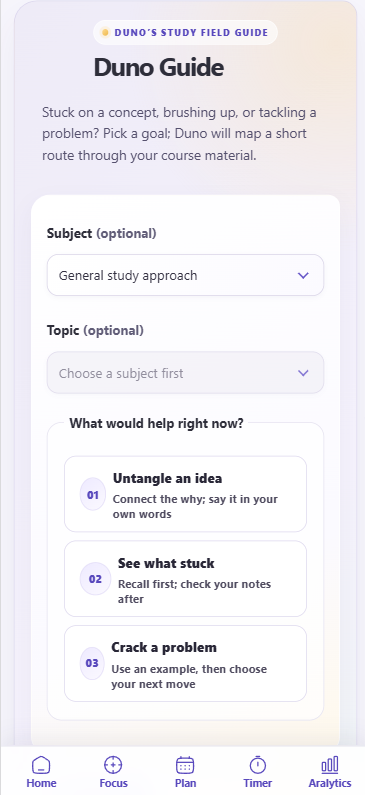 DUNO'S STUDY FIELD GUIDE
Duno Guide
Stuck on a concept, brushing up, or tackling a
problem? Pick a goal; Duno will map a short
route through your course material.
Subject (optional)
General study approach
Topic (optional)
Choose a subject first
What would help right now?
01
Untangle an idea
Connect the why; say it in your
own words
02
See what stuck
Recall first; check your notes
after
03
Crack a problem
Use an example, then choose
your next move
Home Focus Plan Timer Analytics